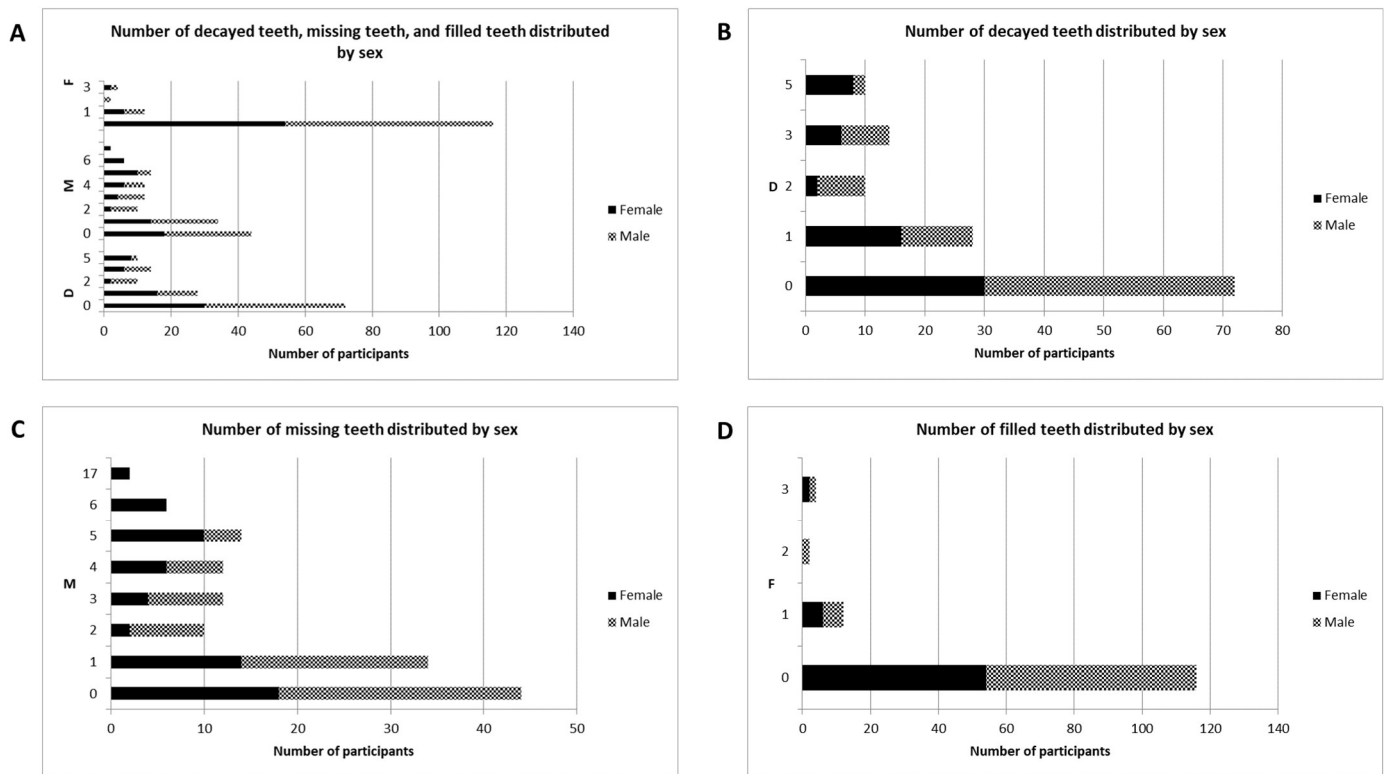 A
Number of decayed teeth, missing teeth, and filled teeth distributed
by sex
F
3
1
6
M
4
2
0
5
2
D
0
0 20 40 60 80 100 120 140
Number of participants
Female
Male
B
Number of decayed teeth distributed by sex
5
3
D 2
1
0
0 10 20 30 40 50 60 70 80
Number of participants
Female
Male
C
Number of missing teeth distributed by sex
17
6
5
4
M
3
2
1
0
0 10 20 30 40 50
Number of participants
Female
Male
D
Number of filled teeth distributed by sex
3
2
F
1
0
0 20 40 60 80 100 120 140
Number of participants
Female
Male